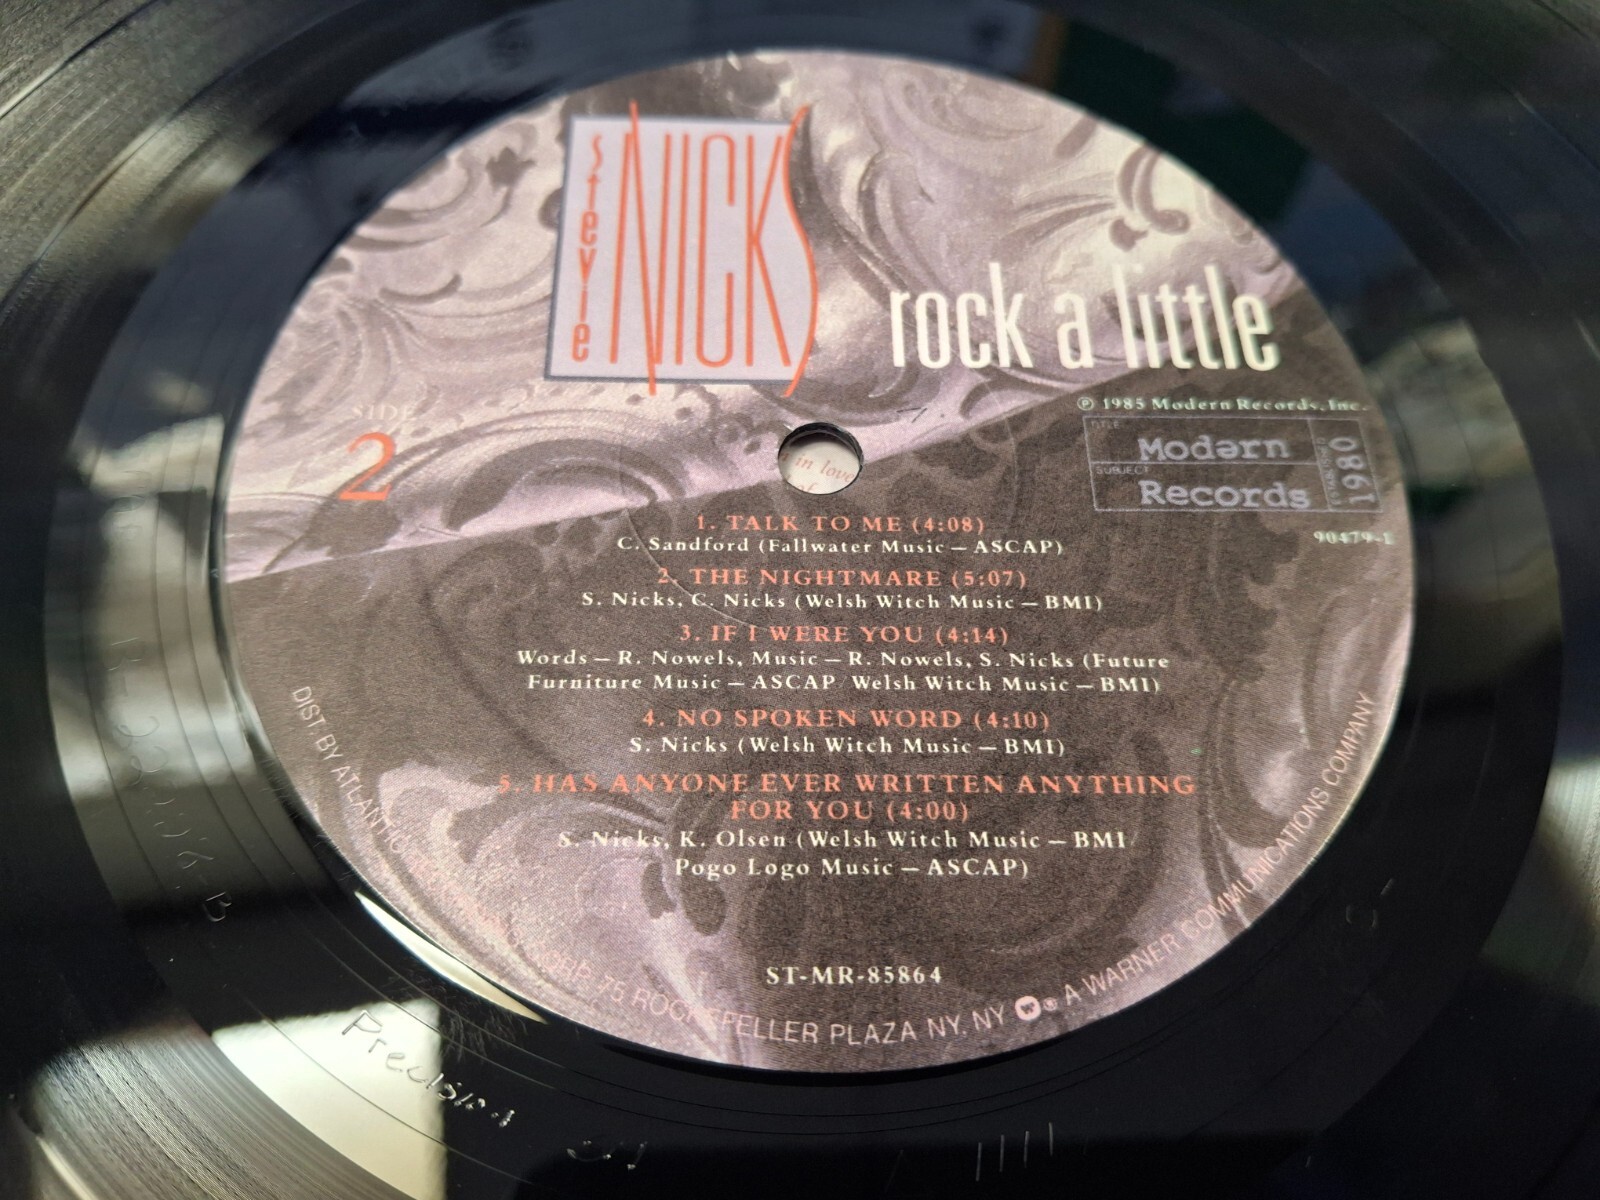 Stevie
NICKS
rock a little
SIDE
2
℗ 1985 Modern Records, Inc.
TITLE
Modern
SUBJECT
Records
ESTABLISHED
1980
in love
of
90479-1
1. TALK TO ME (4:08)
C. Sandford (Fallwater Music — ASCAP)
2. THE NIGHTMARE (5:07)
S. Nicks, C. Nicks (Welsh Witch Music — BMI)
3. IF I WERE YOU (4:14)
Words — R. Nowels, Music — R. Nowels, S. Nicks (Future
Furniture Music — ASCAP Welsh Witch Music — BMI)
4. NO SPOKEN WORD (4:10)
S. Nicks (Welsh Witch Music — BMI)
5. HAS ANYONE EVER WRITTEN ANYTHING
FOR YOU (4:00)
S. Nicks, K. Olsen (Welsh Witch Music — BMI
Pogo Logo Music — ASCAP)
ST-MR-85864
DIST. BY ATLANTIC CORP. 75 ROCKEFELLER PLAZA NY. NY ® A WARNER COMMUNICATIONS COMPANY
Precision